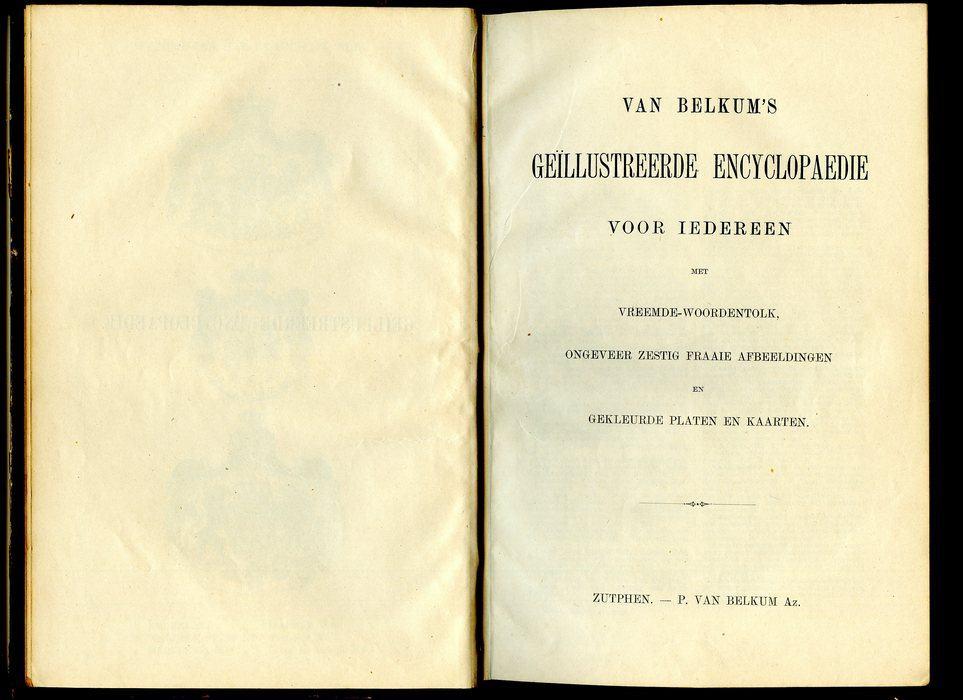 VAN BELKUM'S
GEÏLLUSTREERDE ENCYCLOPAEDIE
VOOR IEDEREEN
MET
VREEMDE-WOORDENTOLK,
ONGEVEER ZESTIG FRAAIE AFBEELDINGEN
EN
GEKLEURDE PLATEN EN KAARTEN.
ZUTPHEN. — P. VAN BELKUM Az.